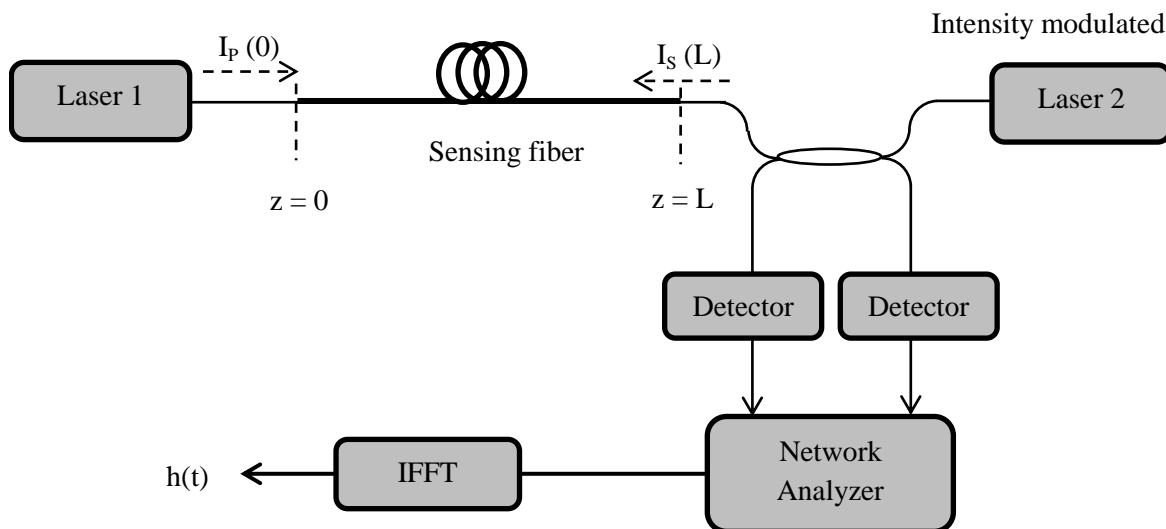 Intensity modulated
I_P (0)
I_S (L)
Laser 1
Laser 2
Sensing fiber
z = 0
z = L
Detector
Detector
Network
Analyzer
IFFT
h(t)